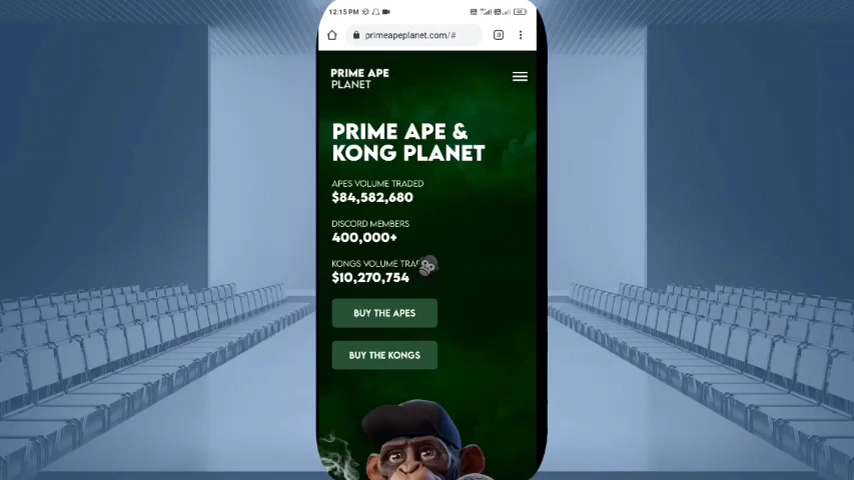 12:15 PM
primeapeplanet.com/#
PRIME APE
PLANET
PRIME APE &
KONG PLANET
APES VOLUME TRADED
$84,582,680
DISCORD MEMBERS
400,000+
KONGS VOLUME
$10,270,754
BUY THE APES
BUY THE KONGS